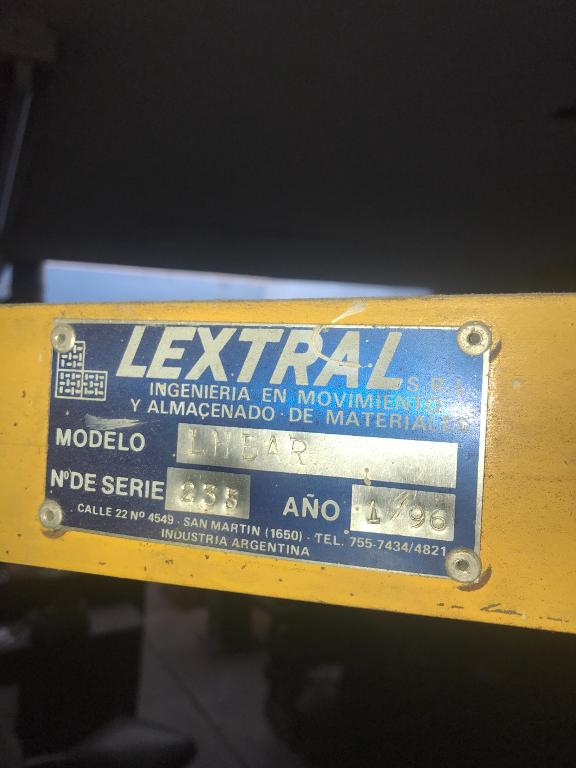 LEXTRAL S.R.L
INGENIERIA EN MOVIMIENTO
Y ALMACENADO DE MATERIALES
MODELO
Nº DE SERIE 235 AÑO 1/96
CALLE 22 Nº 4549 - SAN MARTIN (1650) - TEL. 755-7434/4821
INDUSTRIA ARGENTINA